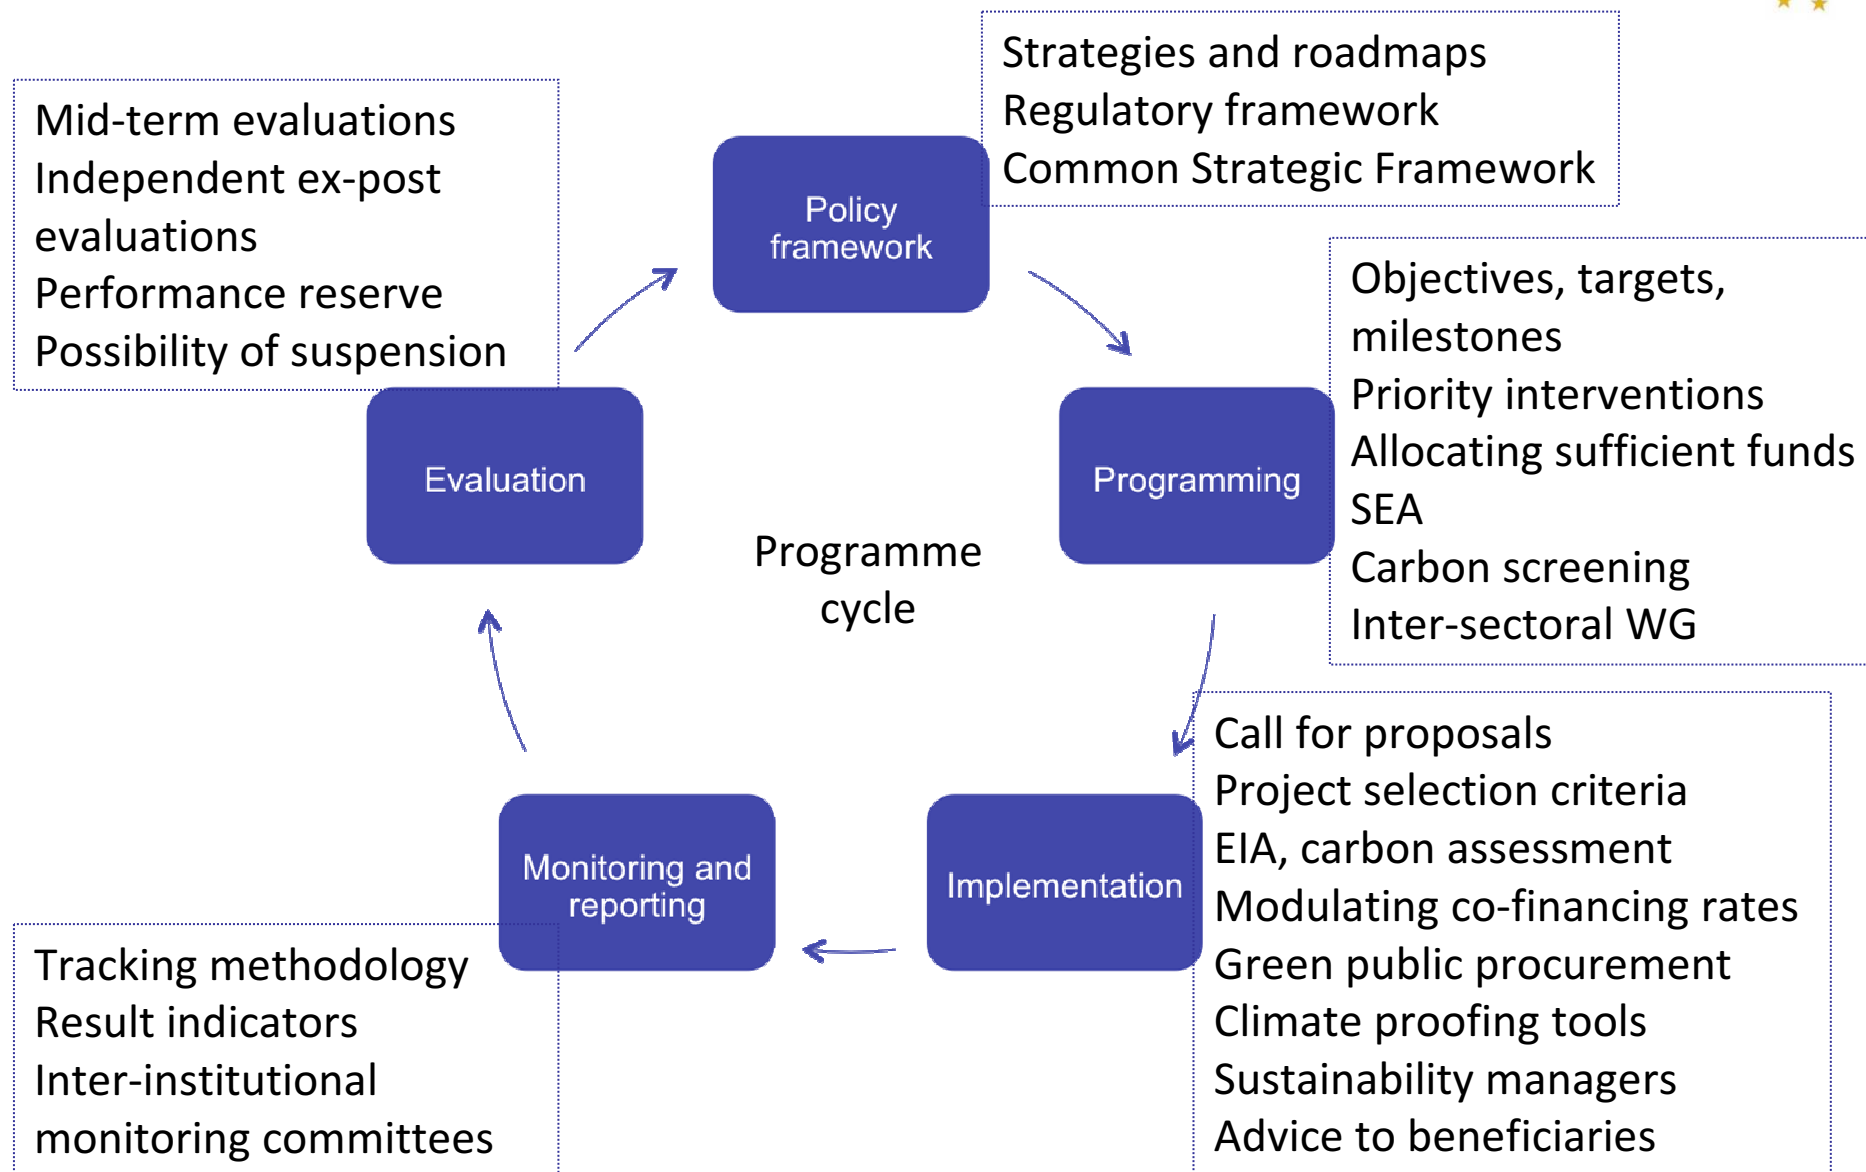 Strategies and roadmaps
Regulatory framework
Common Strategic Framework
Mid-term evaluations
Independent ex-post
evaluations
Performance reserve
Possibility of suspension
Policy
framework
Objectives, targets,
milestones
Priority interventions
Allocating sufficient funds
SEA
Carbon screening
Inter-sectoral WG
Evaluation
Programming
Programme
cycle
Call for proposals
Project selection criteria
EIA, carbon assessment
Modulating co-financing rates
Green public procurement
Climate proofing tools
Sustainability managers
Advice to beneficiaries
Monitoring and
reporting
Implementation
Tracking methodology
Result indicators
Inter-institutional
monitoring committees